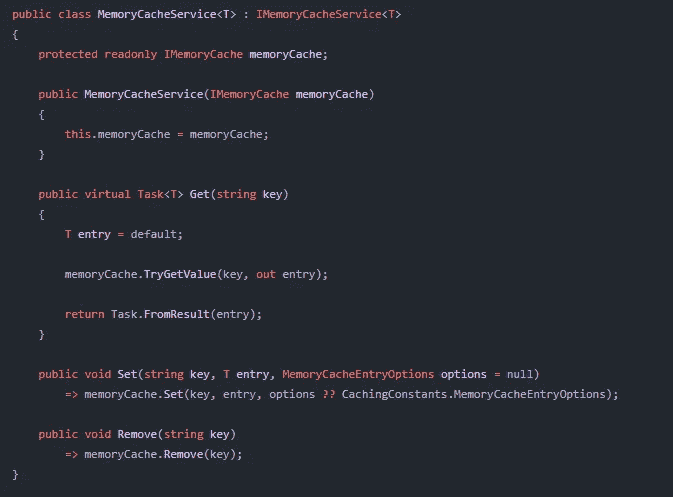 public class MemoryCacheService<T> : IMemoryCacheService<T>
{
    protected readonly IMemoryCache memoryCache;

    public MemoryCacheService(IMemoryCache memoryCache)
    {
        this.memoryCache = memoryCache;
    }

    public virtual Task<T> Get(string key)
    {
        T entry = default;

        memoryCache.TryGetValue(key, out entry);

        return Task.FromResult(entry);
    }

    public void Set(string key, T entry, MemoryCacheEntryOptions options = null)
        => memoryCache.Set(key, entry, options ?? CachingConstants.MemoryCacheEntryOptions);

    public void Remove(string key)
        => memoryCache.Remove(key);
}